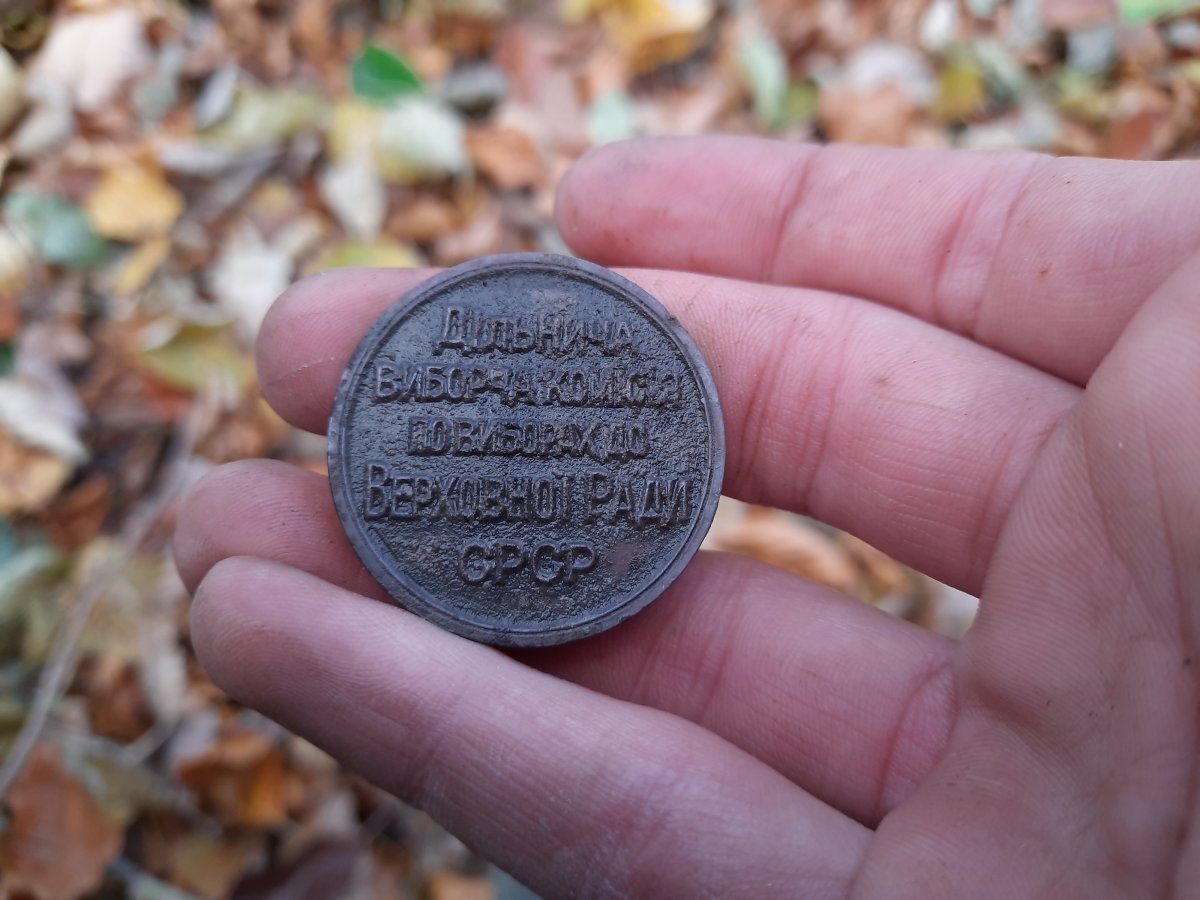 Дільнича
Виборча комісія
по виборах до
Верховної Ради
СРСР